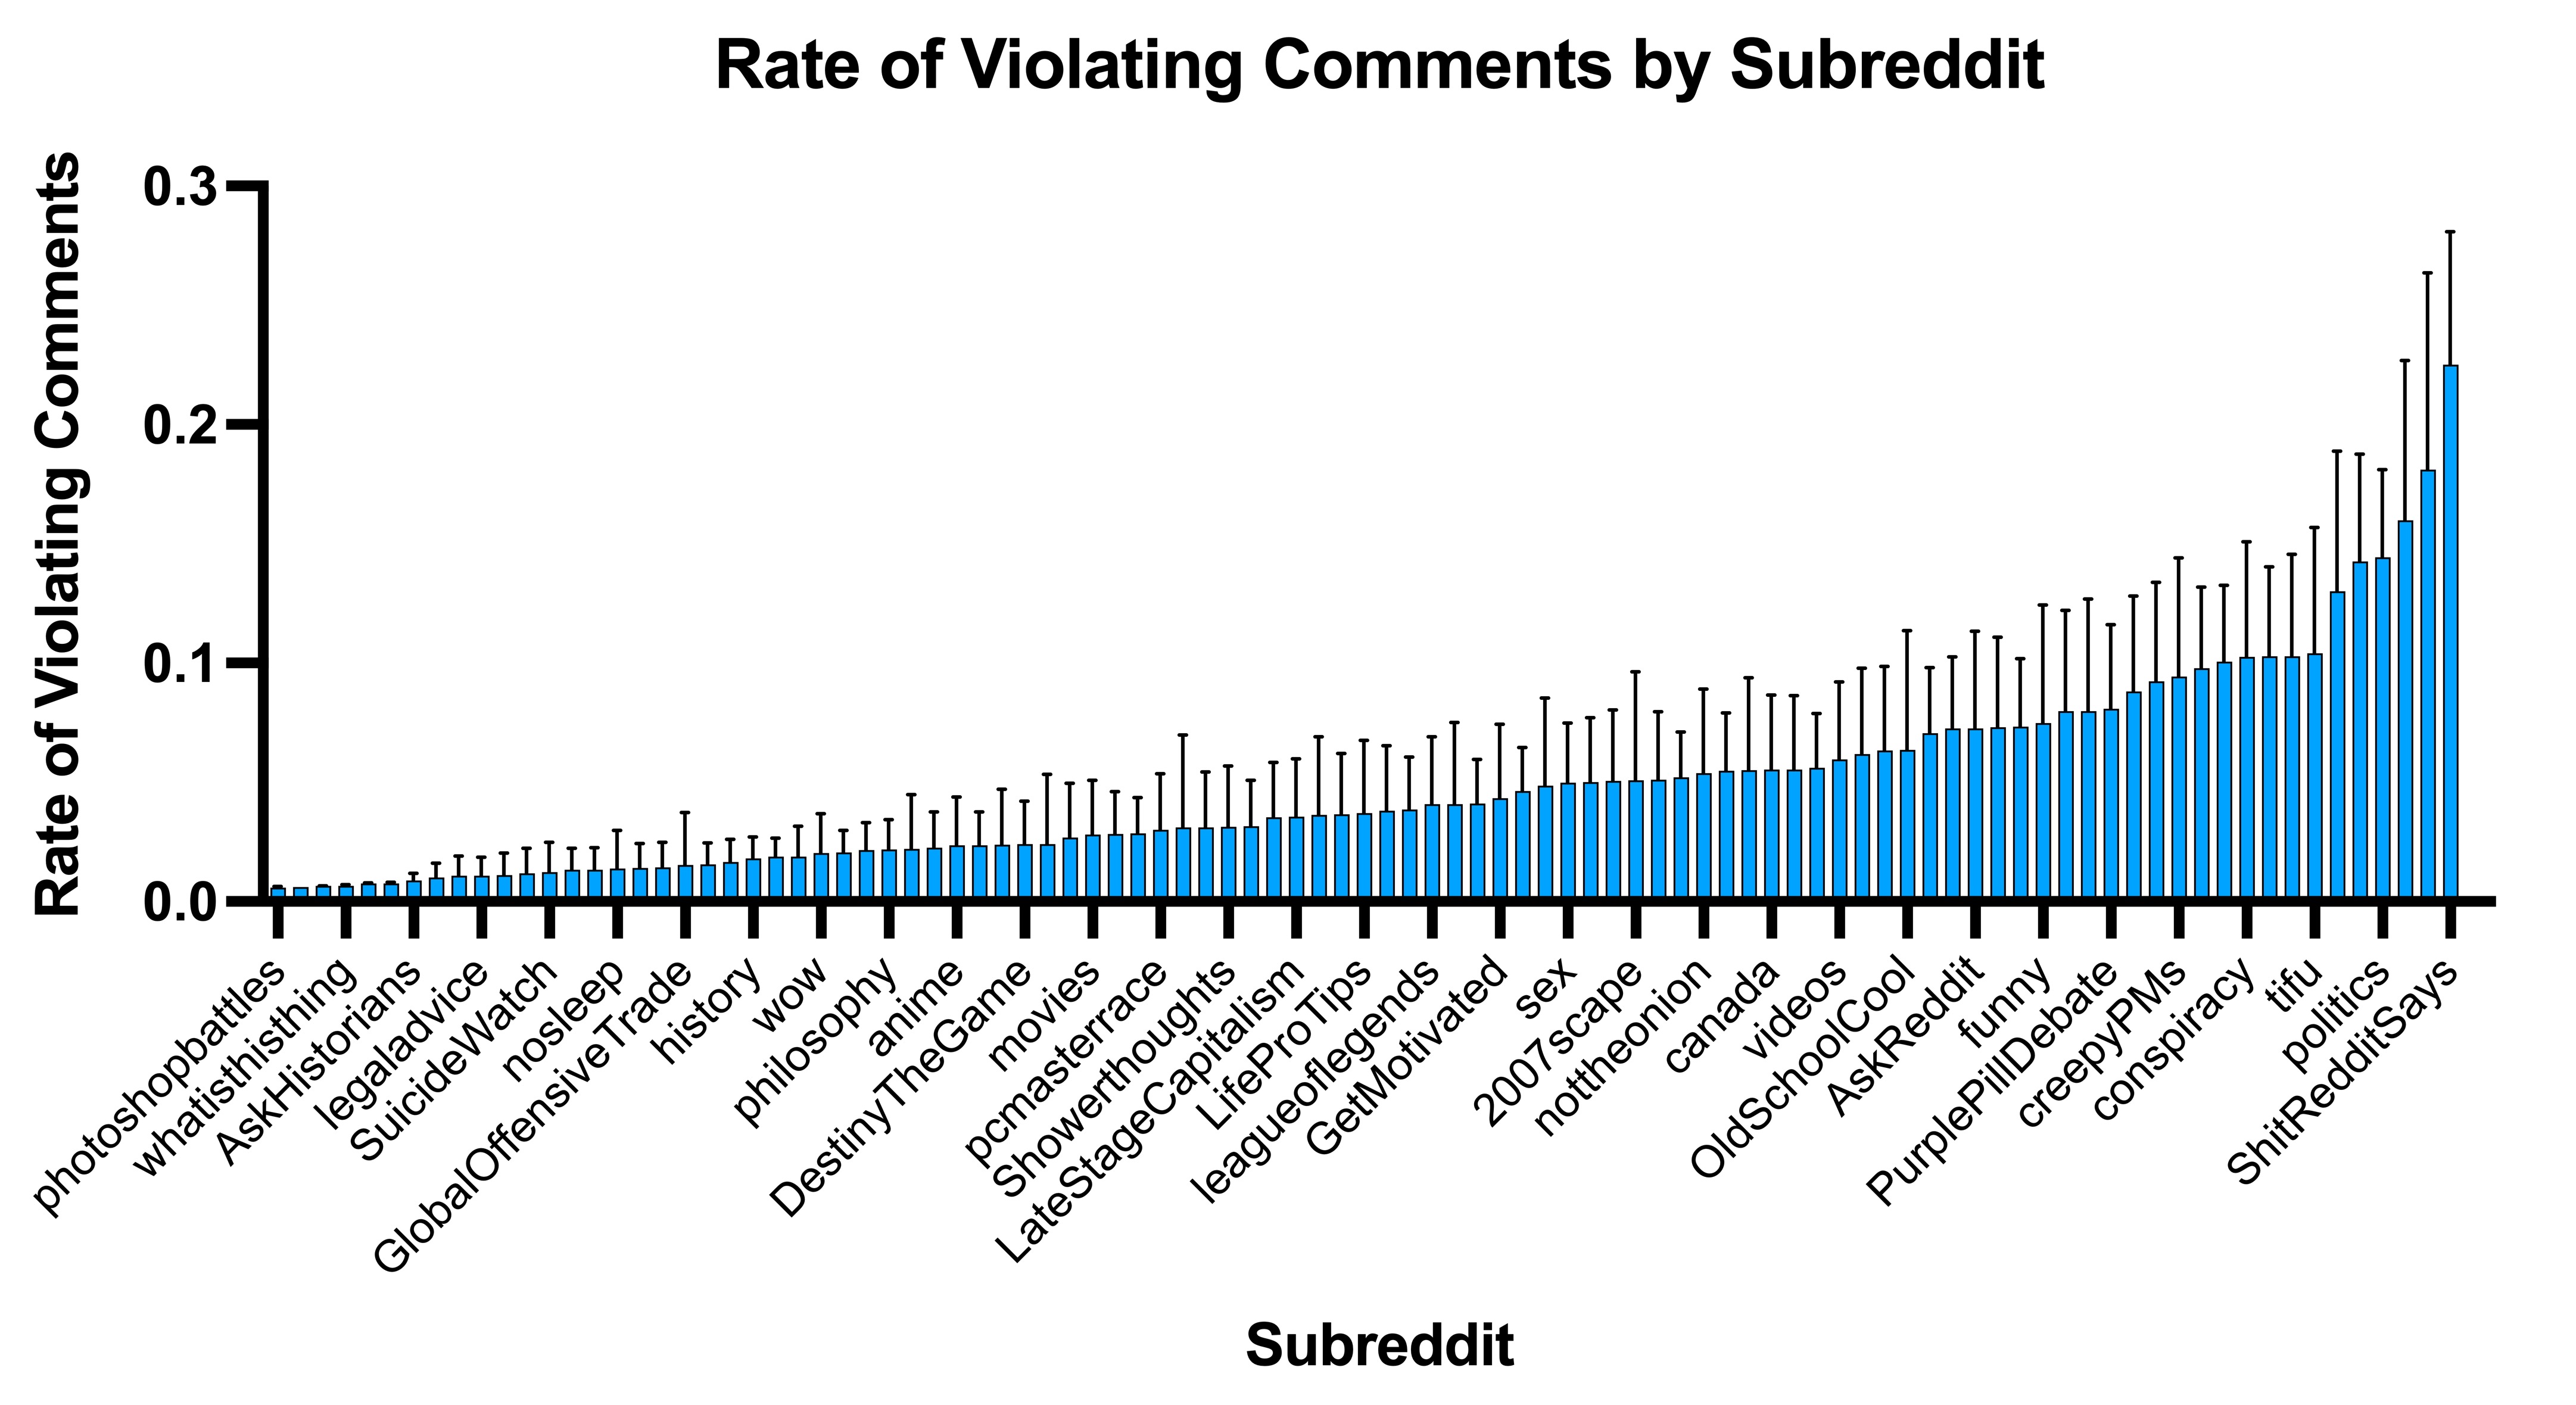 Rate of Violating Comments by Subreddit
Rate of Violating Comments
0.3
0.2
0.1
0.0
photoshopbattles
whatisthisthing
AskHistorians
legaladvice
SuicideWatch
nosleep
GlobalOffensiveTrade
history
wow
philosophy
anime
DestinyTheGame
movies
pcmasterrace
Showerthoughts
LateStageCapitalism
LifeProTips
leagueoflegends
GetMotivated
sex
2007scape
nottheonion
canada
videos
OldSchoolCool
AskReddit
funny
PurplePillDebate
creepyPMs
conspiracy
tifu
politics
ShitRedditSays
Subreddit